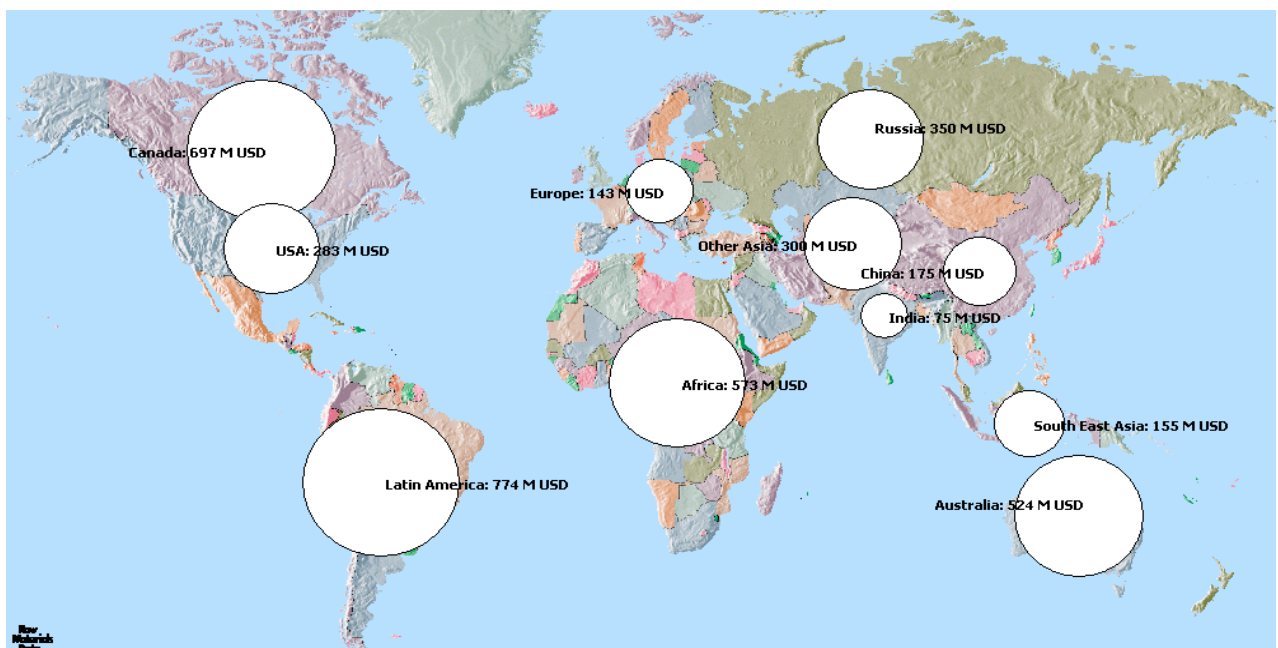 Russia: 350 M USD
Canada: 697 M USD
Europe: 143 M USD
Other Asia: 300 M USD
USA: 283 M USD
China: 175 M USD
India: 75 M USD
Africa: 573 M USD
South East Asia: 155 M USD
Latin America: 774 M USD
Australia: 524 M USD
Raw
Materials